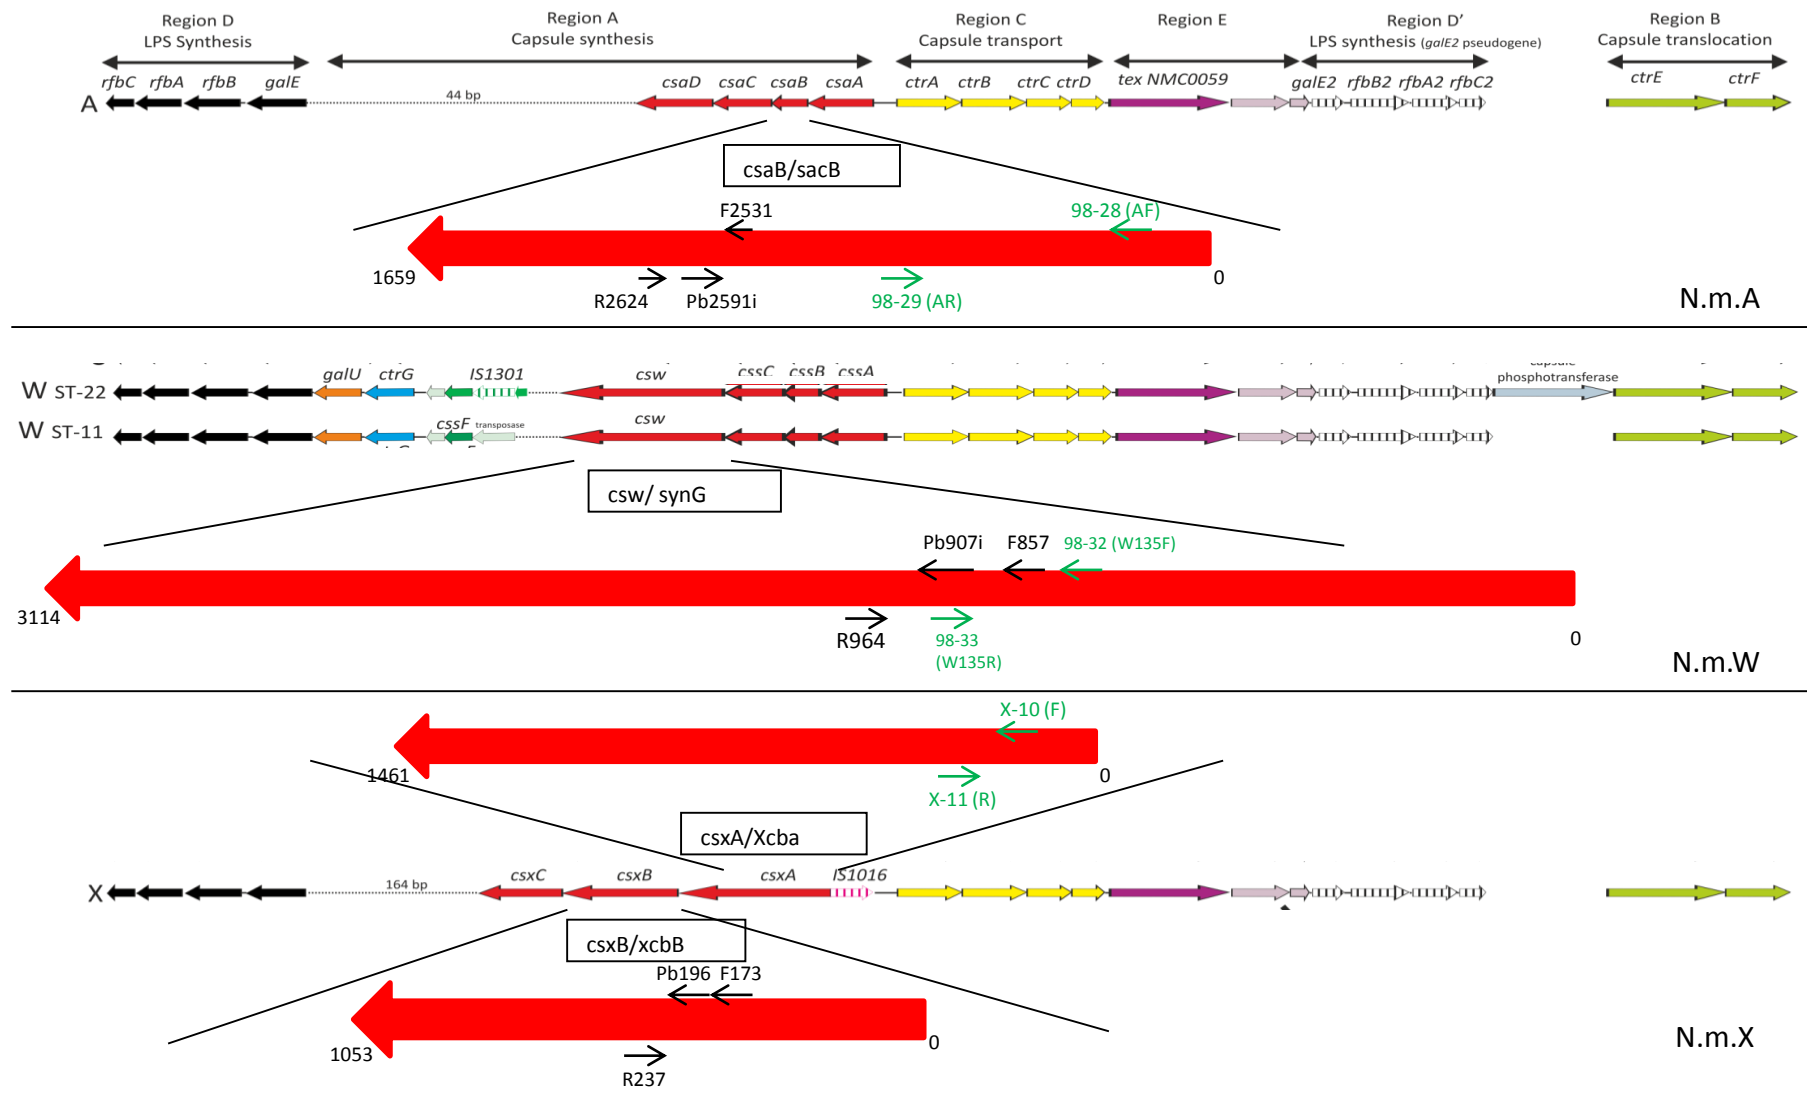 Region D
LPS Synthesis
Region A
Capsule synthesis
Region C
Capsule transport
Region E
Region D’
LPS synthesis (galE2 pseudogene)
Region B
Capsule translocation
rfbC rfbA rfbB galE csaD csaC csaB csaA ctrA ctrB ctrC ctrD tex NMC0059 galE2 rfbB2 rfbA2 rfbC2 ctrE ctrF
A 44 bp
csaB/sacB
F2531 98-28 (AF)
1659 0
R2624 Pb2591i 98-29 (AR)
N.m.A
capsule
phosphotransferase
galU ctrG IS1301 csw cssC cssB cssA
W ST-22
cssF transposase csw
W ST-11
csw/ synG
Pb907i F857 98-32 (W135F)
3114 0
R964 98-33
(W135R)
N.m.W
X-10 (F)
1461 0
X-11 (R)
csxA/Xcba
csxC csxB csxA IS1016
X 164 bp
csxB/xcbB
Pb196 F173
1053 0
R237
N.m.X